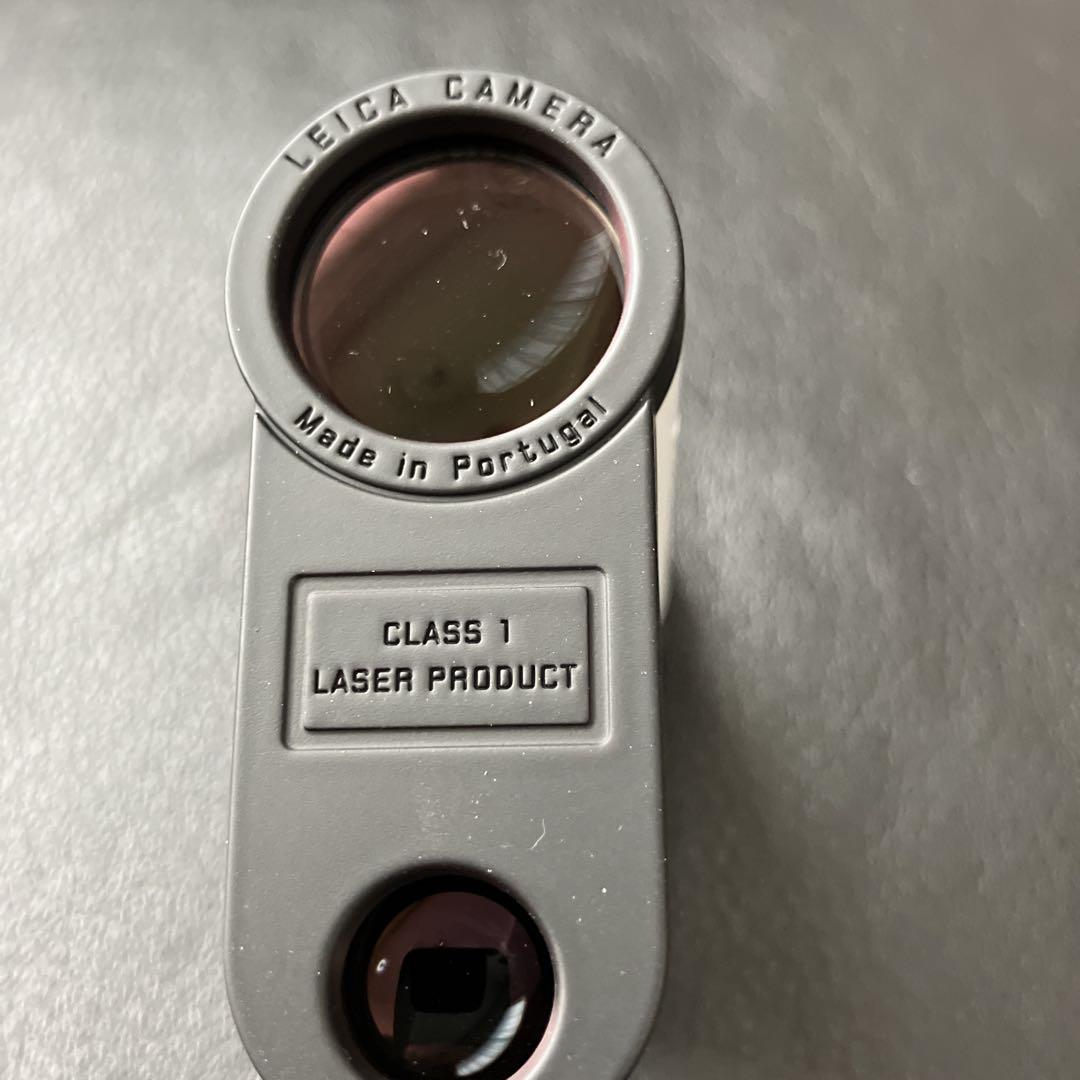 LEICA CAMERA
Made in Portugal
CLASS 1
LASER PRODUCT